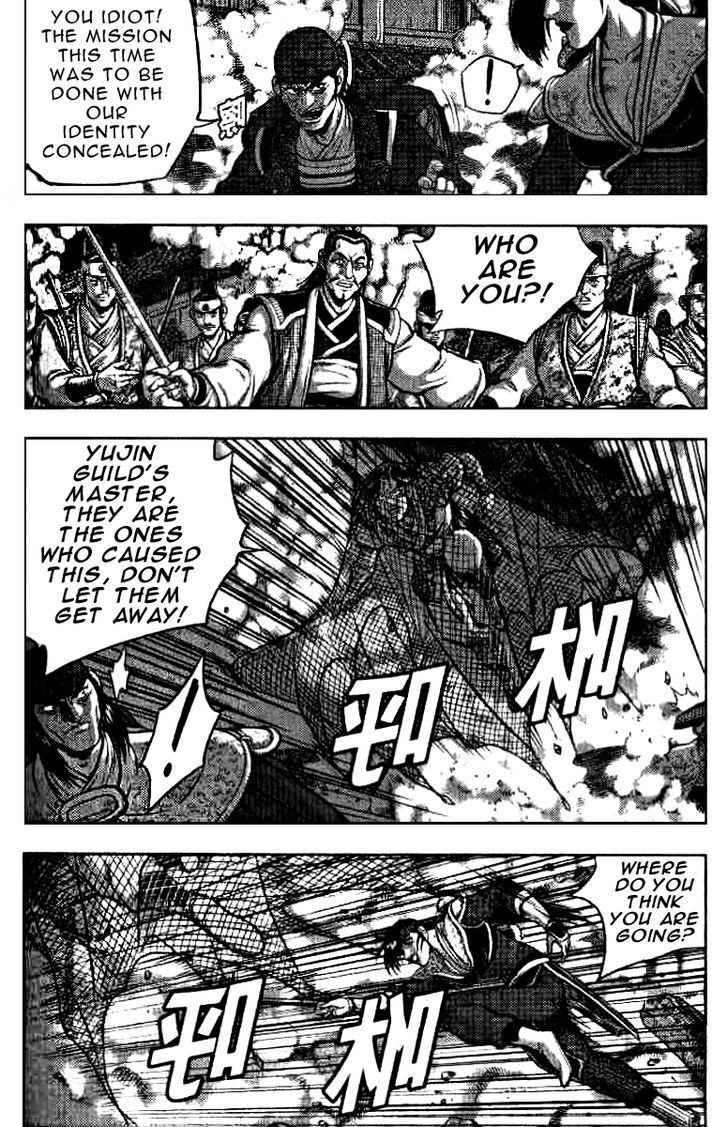 YOU IDIOT!
THE MISSION
THIS TIME
WAS TO BE
DONE WITH
OUR
IDENTITY
CONCEALED!
!
WHO
ARE
YOU?!
YUJIN
GUILD'S
MASTER,
THEY ARE
THE ONES
WHO CAUSED
THIS, DON'T
LET THEM
GET AWAY!
!
WHERE
DO YOU
THINK
YOU ARE
GOING?